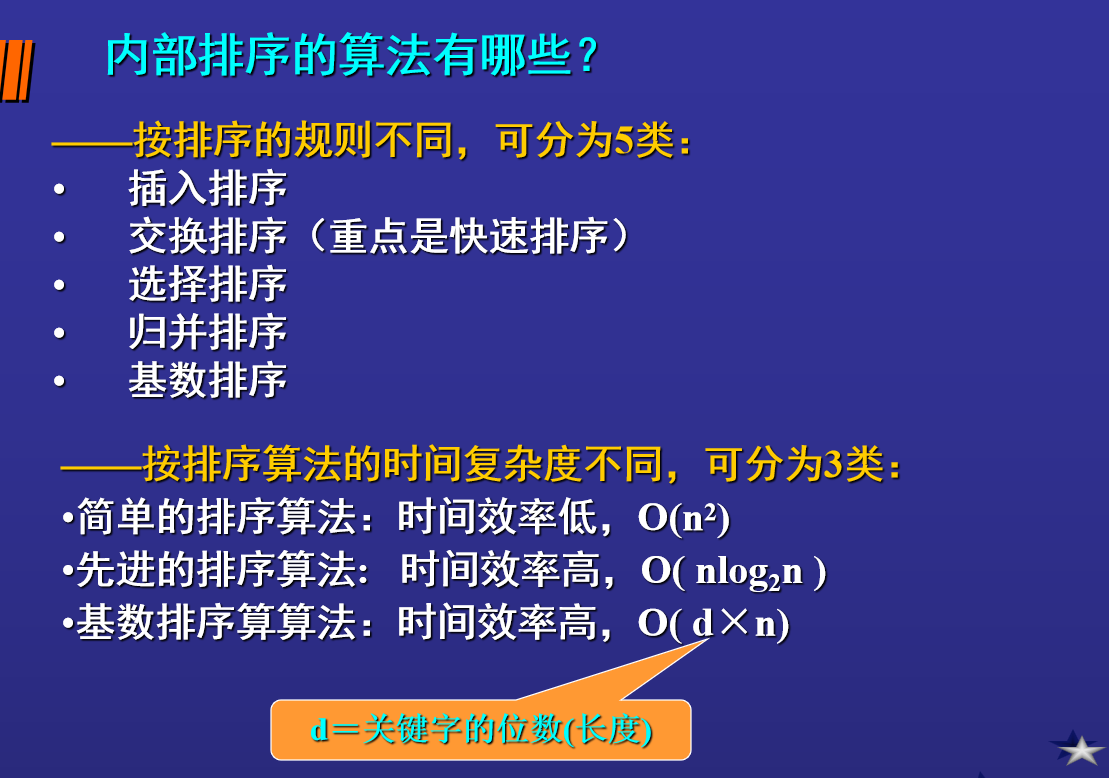 内部排序的算法有哪些？
——按排序的规则不同，可分为5类：
• 插入排序
• 交换排序（重点是快速排序）
• 选择排序
• 归并排序
• 基数排序
——按排序算法的时间复杂度不同，可分为3类：
•简单的排序算法：时间效率低，O(n²)
•先进的排序算法: 时间效率高，O( nlog₂n )
•基数排序算算法：时间效率高，O( d×n)
d＝关键字的位数(长度)